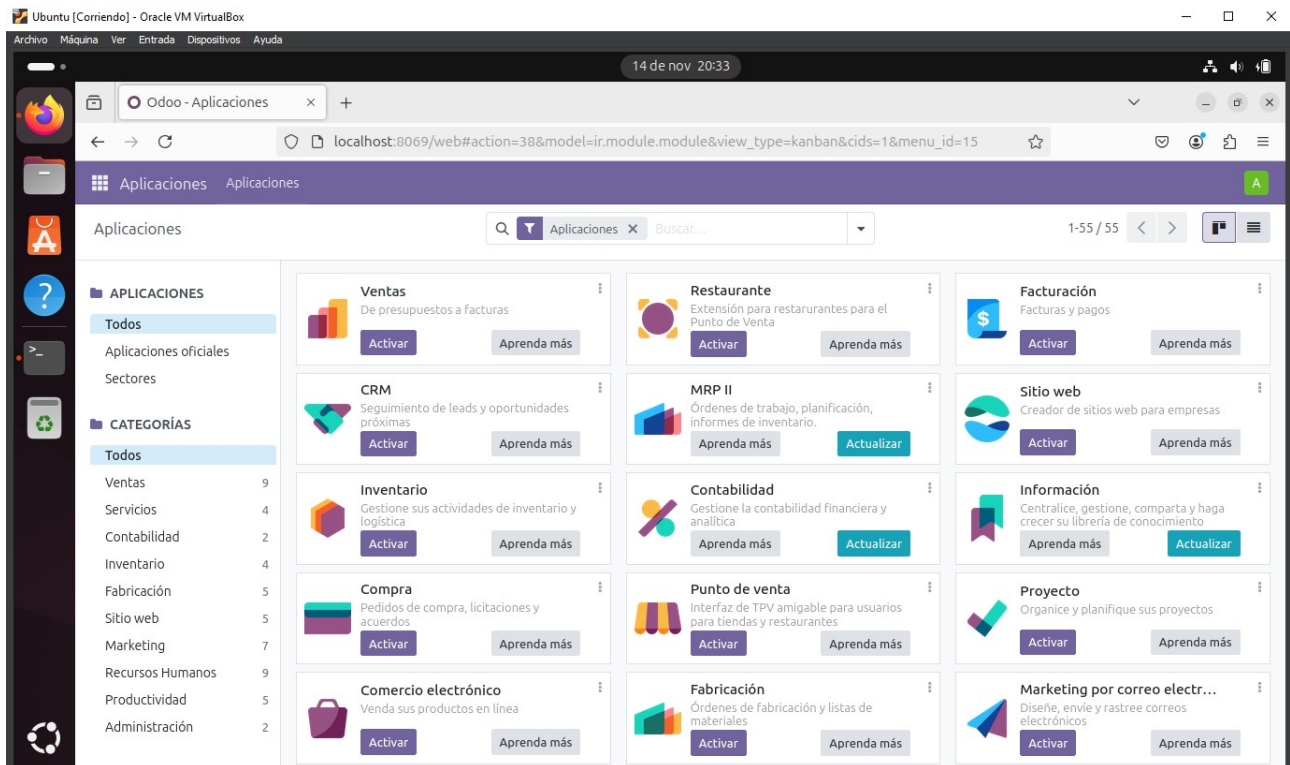 Ubuntu [Corriendo] - Oracle VM VirtualBox
Archivo Máquina Ver Entrada Dispositivos Ayuda
14 de nov 20:33
Odoo - Aplicaciones
localhost:8069/web#action=38&model=ir.module.module&view_type=kanban&cids=1&menu_id=15
Aplicaciones Aplicaciones
A
Aplicaciones
Aplicaciones Buscar...
1-55 / 55
APLICACIONES
Todos
Aplicaciones oficiales
Sectores
CATEGORÍAS
Todos
Ventas 9
Servicios 4
Contabilidad 2
Inventario 4
Fabricación 5
Sitio web 5
Marketing 7
Recursos Humanos 9
Productividad 5
Administración 2
Ventas
De presupuestos a facturas
Activar Aprenda más
Restaurante
Extensión para restarurantes para el
Punto de Venta
Activar Aprenda más
Facturación
Facturas y pagos
Activar Aprenda más
CRM
Seguimiento de leads y oportunidades
próximas
Activar Aprenda más
MRP II
Órdenes de trabajo, planificación,
informes de inventario.
Aprenda más Actualizar
Sitio web
Creador de sitios web para empresas
Activar Aprenda más
Inventario
Gestione sus actividades de inventario y
logística
Activar Aprenda más
Contabilidad
Gestione la contabilidad financiera y
analítica
Aprenda más Actualizar
Información
Centralice, gestione, comparta y haga
crecer su librería de conocimiento
Aprenda más Actualizar
Compra
Pedidos de compra, licitaciones y
acuerdos
Activar Aprenda más
Punto de venta
Interfaz de TPV amigable para usuarios
para tiendas y restaurantes
Activar Aprenda más
Proyecto
Organice y planifique sus proyectos
Activar Aprenda más
Comercio electrónico
Venda sus productos en línea
Activar Aprenda más
Fabricación
Órdenes de fabricación y listas de
materiales
Activar Aprenda más
Marketing por correo electr...
Diseñe, envíe y rastree correos
electrónicos
Activar Aprenda más